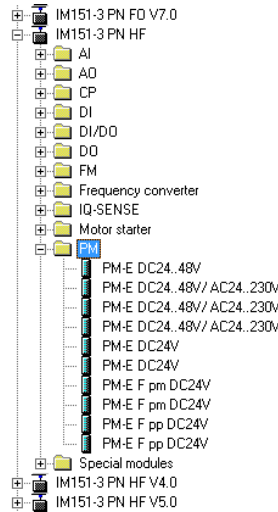 IM151-3 PN FO V7.0
IM151-3 PN HF
AI
AO
CP
DI
DI/DO
DO
FM
Frequency converter
IQ-SENSE
Motor starter
PM
PM-E DC24..48V
PM-E DC24..48V/ AC24..230V
PM-E DC24..48V/ AC24..230V
PM-E DC24..48V/ AC24..230V
PM-E DC24V
PM-E DC24V
PM-E F pm DC24V
PM-E F pm DC24V
PM-E F pp DC24V
PM-E F pp DC24V
Special modules
IM151-3 PN HF V4.0
IM151-3 PN HF V5.0